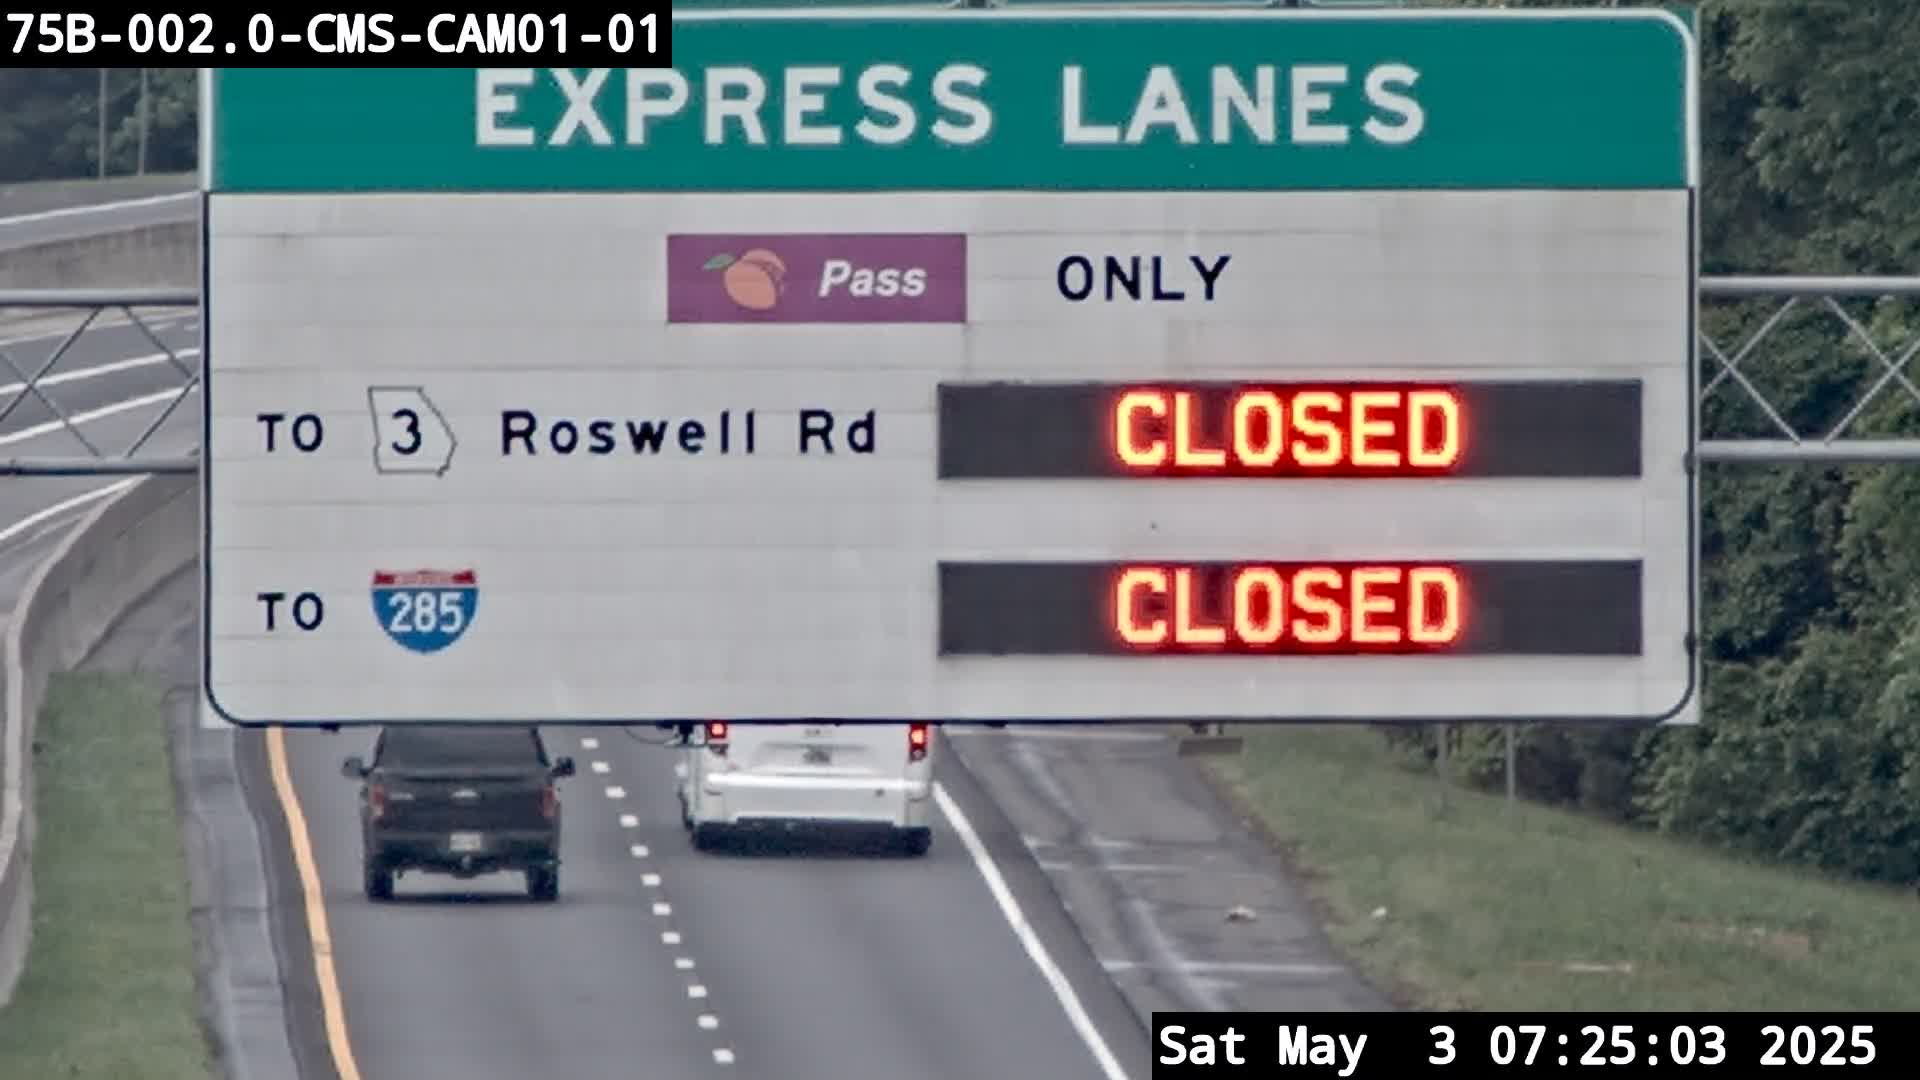 75B-002.0-CMS-CAM01-01
EXPRESS LANES
Pass ONLY
TO 3 Roswell Rd CLOSED
TO 285 CLOSED
Sat May 3 07:25:03 2025